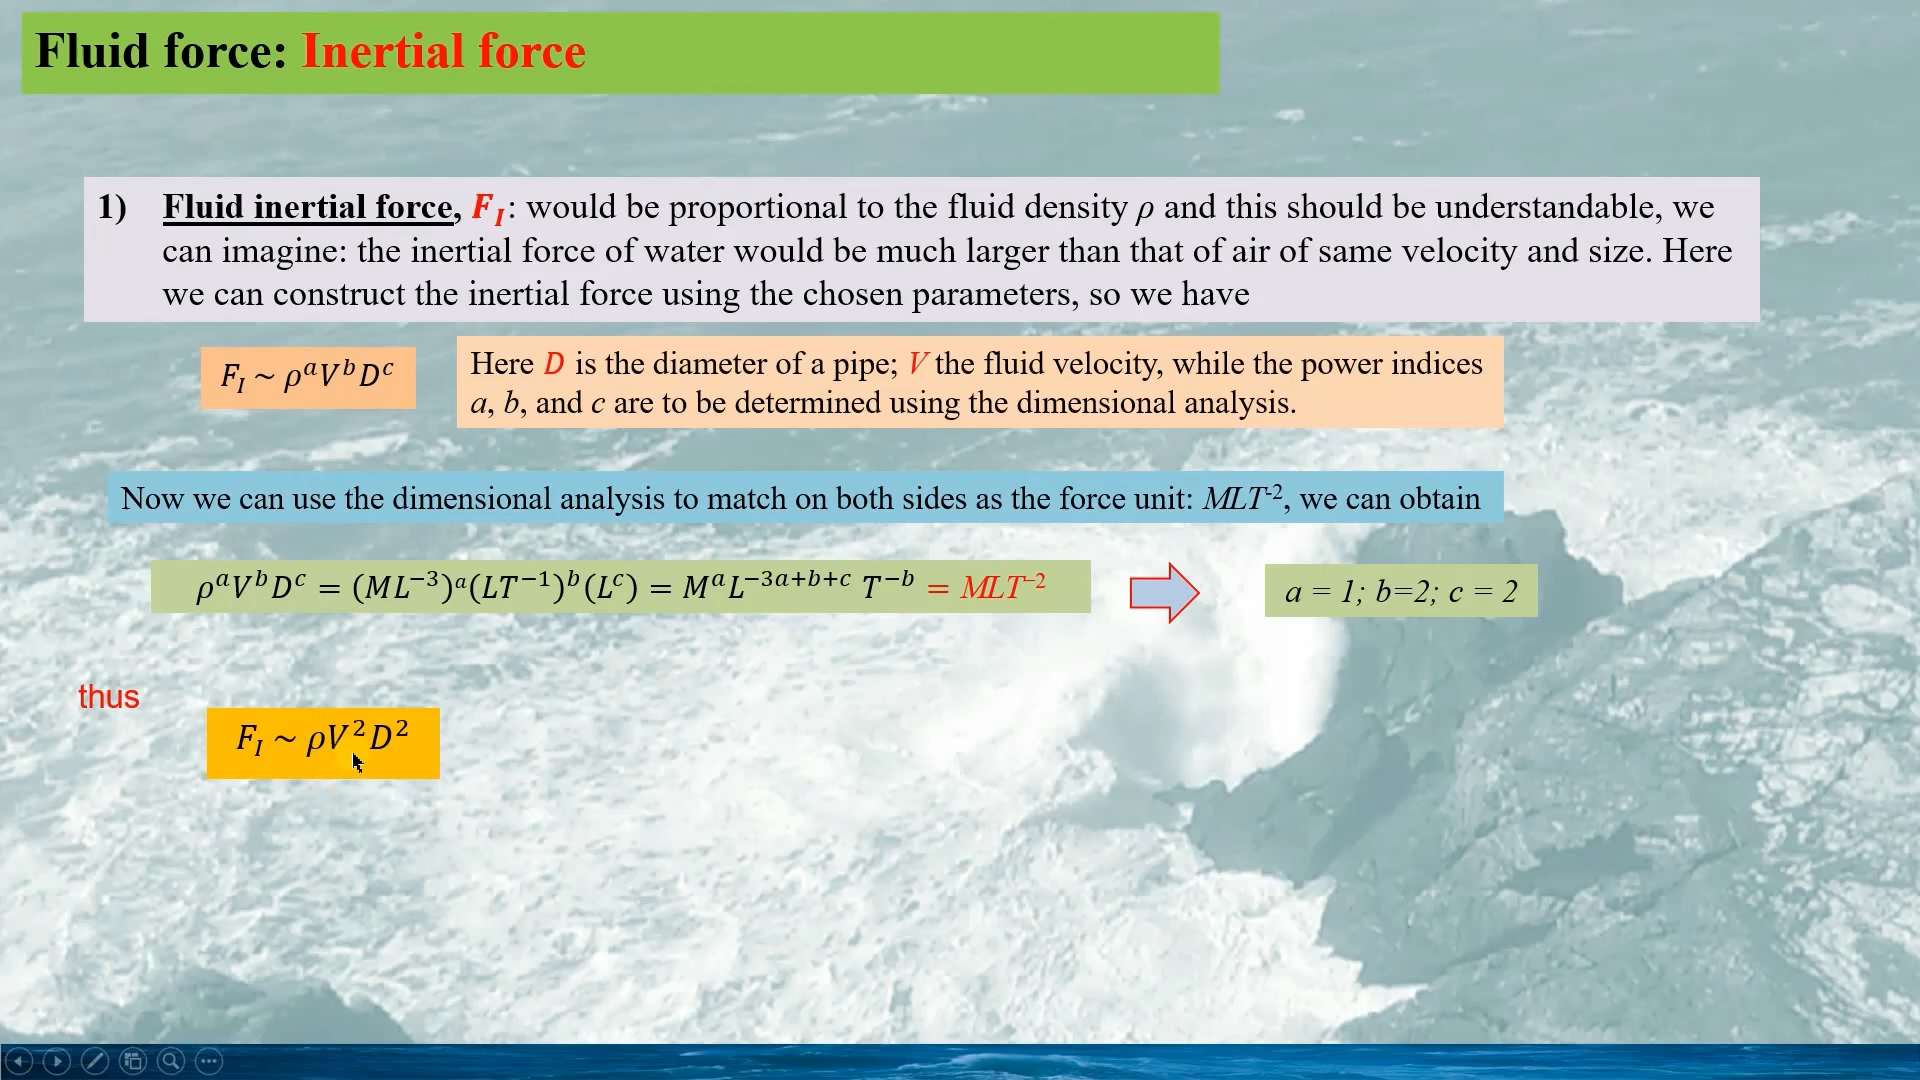 Fluid force: Inertial force
1) Fluid inertial force, F_I: would be proportional to the fluid density ρ and this should be understandable, we
can imagine: the inertial force of water would be much larger than that of air of same velocity and size. Here
we can construct the inertial force using the chosen parameters, so we have
F_I ~ ρ^a V^b D^c
Here D is the diameter of a pipe; V the fluid velocity, while the power indices
a, b, and c are to be determined using the dimensional analysis.
Now we can use the dimensional analysis to match on both sides as the force unit: MLT^-2, we can obtain
ρ^a V^b D^c = (ML^−3)^a (LT^−1)^b (L^c) = M^a L^−3a+b+c T^−b = MLT^−2
a = 1; b=2; c = 2
thus
F_I ~ ρV^2 D^2